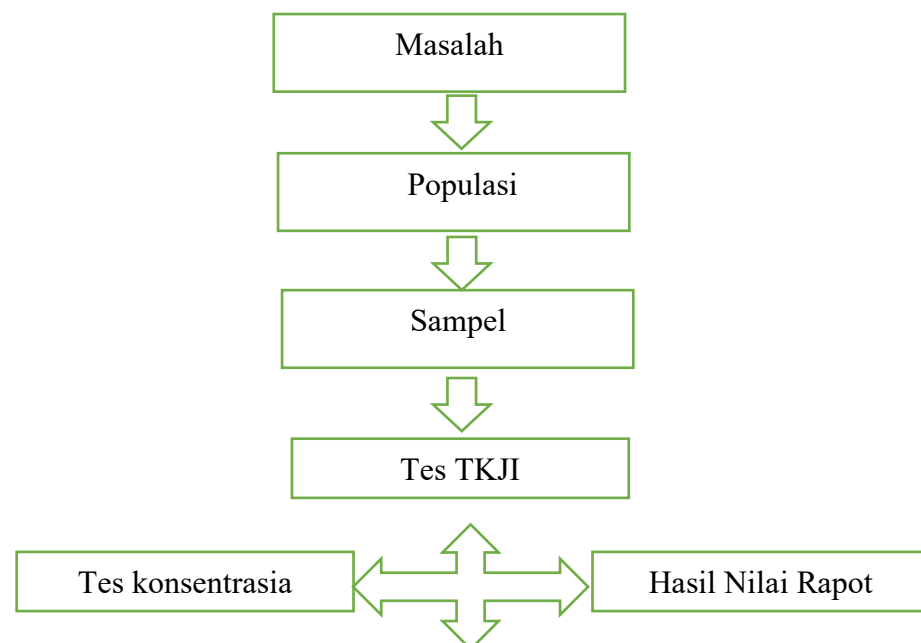 Masalah
Populasi
Sampel
Tes TKJI
Tes konsentrasia
Hasil Nilai Rapot